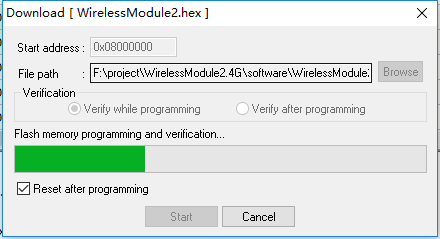 Download [ WirelessModule2.hex ]
Start address : 0x08000000
File path : F:\project\WirelessModule2.4G\software\WirelessModule2 Browse
Verification
Verify while programming Verify after programming
Flash memory programming and verification...
Reset after programming
Start Cancel